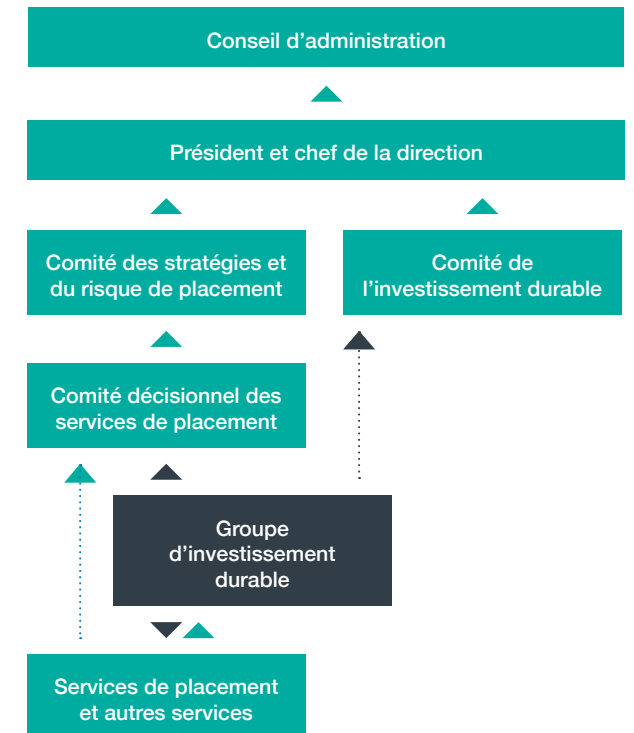 Conseil d’administration
Président et chef de la direction
Comité des stratégies et
du risque de placement
Comité de
l’investissement durable
Comité décisionnel des
services de placement
Groupe
d’investissement
durable
Services de placement
et autres services